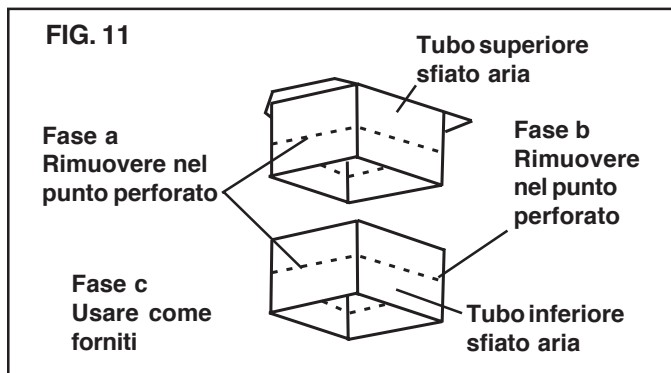 FIG. 11
Tubo superiore
sfiato aria
Fase a
Rimuovere nel
punto perforato
Fase b
Rimuovere
nel punto
perforato
Fase c
Usare come
forniti
Tubo inferiore
sfiato aria